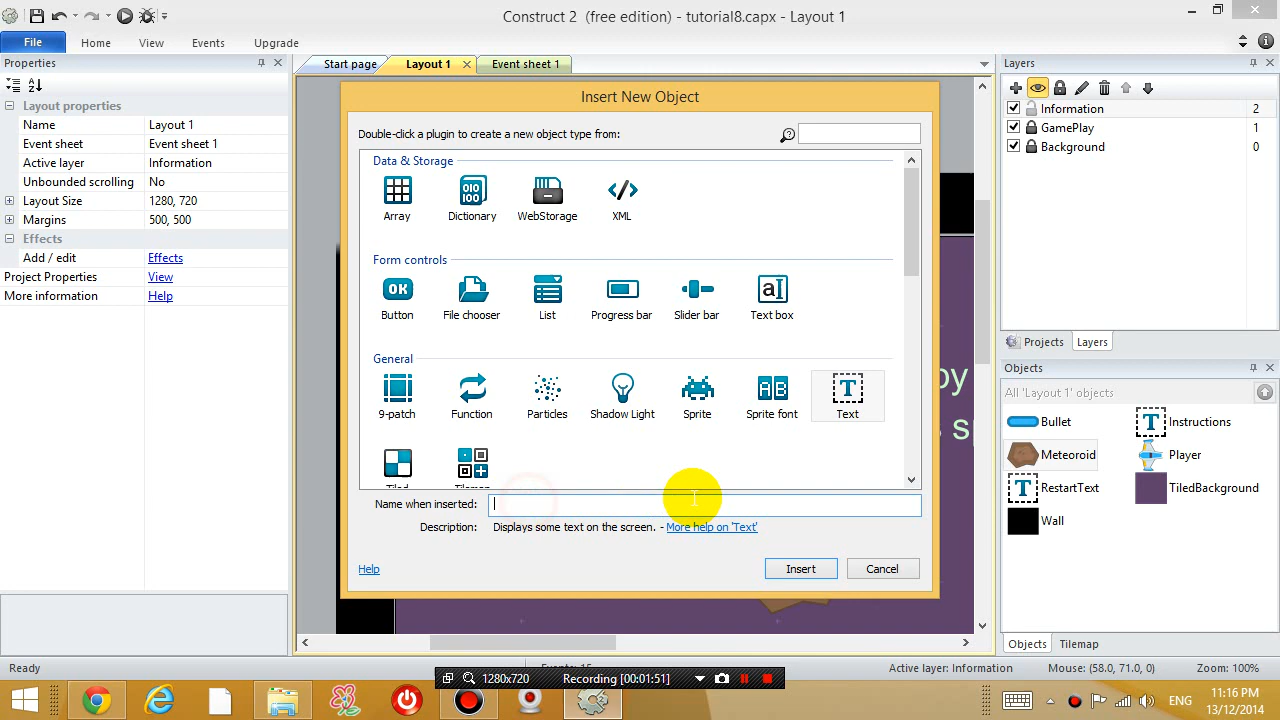 Construct 2 (free edition) - tutorial8.capx - Layout 1
File Home View Events Upgrade
Properties
Layout properties
Name Layout 1
Event sheet Event sheet 1
Active layer Information
Unbounded scrolling No
Layout Size 1280, 720
Margins 500, 500
Effects
Add / edit Effects
Project Properties View
More information Help
Start page Layout 1 Event sheet 1
Insert New Object
Double-click a plugin to create a new object type from:
Data & Storage
Array Dictionary WebStorage XML
Form controls
OK aI
Button File chooser List Progress bar Slider bar Text box
General
AB T
9-patch Function Particles Shadow Light Sprite Sprite font Text
Name when inserted:
Description: Displays some text on the screen. - More help on 'Text'
Help Insert Cancel
Layers
Information 2
GamePlay 1
Background 0
Projects Layers
Objects
All 'Layout 1' objects
Bullet T Instructions
Meteoroid Player
T RestartText TiledBackground
Wall
Objects Tilemap
Ready
Active layer: Information Mouse: (58.0, 71.0, 0) Zoom: 100%
1280x720 Recording [00:01:51]
ENG
11:16 PM
13/12/2014